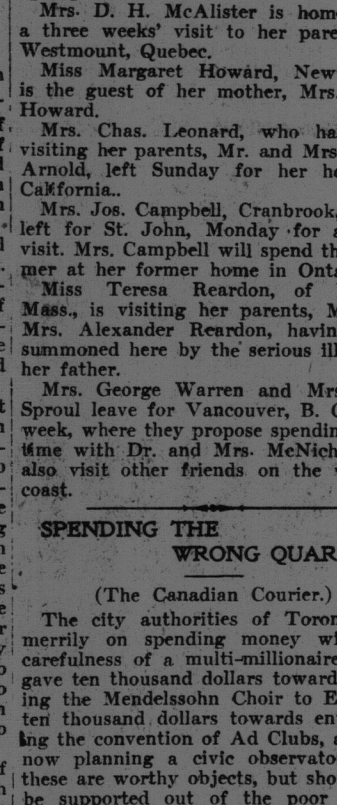 Mrs. D. H. McAlister is hom
a three weeks' visit to her pare
Westmount, Quebec.
Miss Margaret Howard, New
is the guest of her mother, Mrs.
Howard.
Mrs. Chas. Leonard, who ha
visiting her parents, Mr. and Mrs
Arnold, left Sunday for her h
California..
Mrs. Jos. Campbell, Cranbrook,
left for St. John, Monday for a
visit. Mrs. Campbell will spend th
mer at her former home in Onta
Miss Teresa Reardon, of
Mass., is visiting her parents, M
Mrs. Alexander Reardon, havin
summoned here by the serious ill
her father.
Mrs. George Warren and Mrs
Sproul leave for Vancouver, B. C
week, where they propose spendin
time with Dr. and Mrs. McNich
also visit other friends on the
coast.
SPENDING THE
WRONG QUAR
(The Canadian Courier.)
The city authorities of Toron
merrily on spending money wi
carefulness of a multi-millionaire
gave ten thousand dollars toward
ing the Mendelssohn Choir to E
ten thousand dollars towards en
ing the convention of Ad Clubs, a
now planning a civic observato
these are worthy objects, but sho
be supported out of the poor